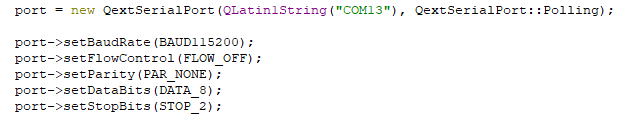 port = new QextSerialPort(QLatin1String("COM13"), QextSerialPort::Polling);
port->setBaudRate(BAUD115200);
port->setFlowControl(FLOW_OFF);
port->setParity(PAR_NONE);
port->setDataBits(DATA_8);
port->setStopBits(STOP_2);